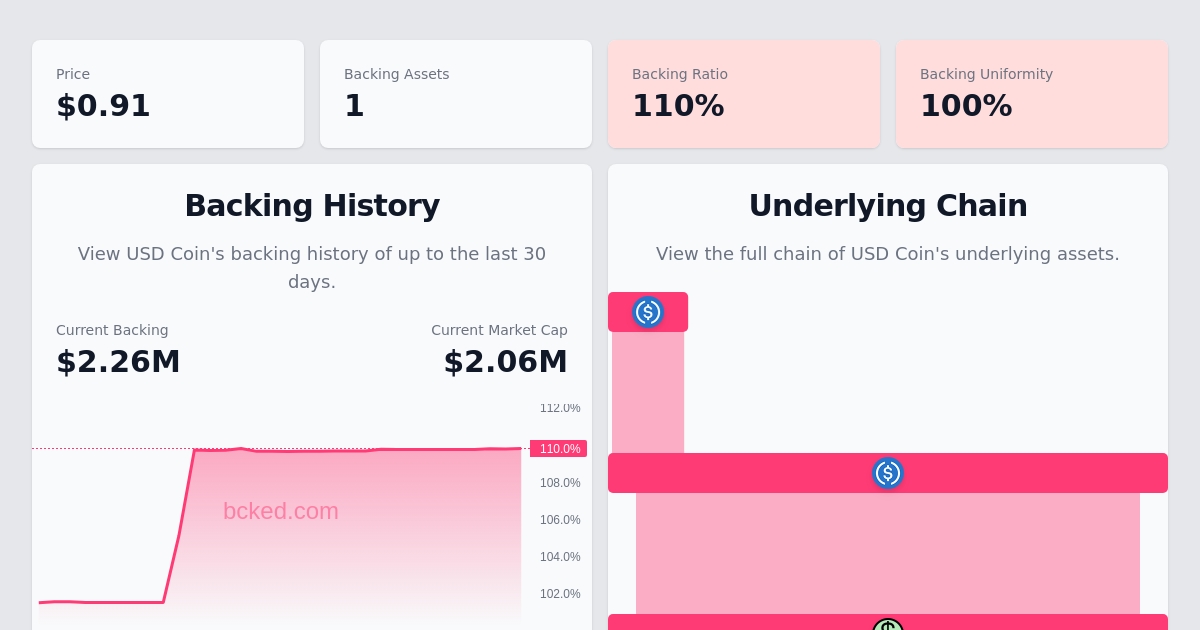 Price
$0.91
Backing Assets
1
Backing Ratio
110%
Backing Uniformity
100%
Backing History
View USD Coin's backing history of up to the last 30
days.
Current Backing
$2.26M
Current Market Cap
$2.06M
112.0%
110.0%
108.0%
106.0%
104.0%
102.0%
bcked.com
Underlying Chain
View the full chain of USD Coin's underlying assets.